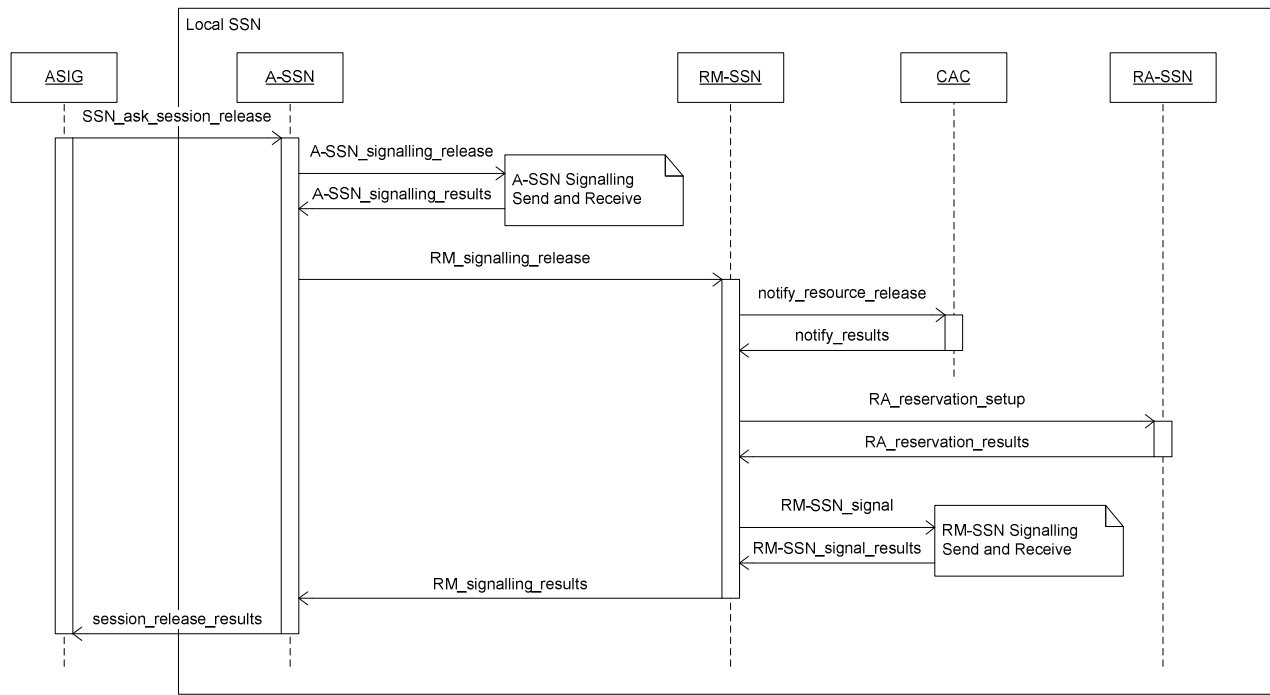 Local SSN
ASIG
A-SSN
RM-SSN
CAC
RA-SSN
SSN_ask_session_release
A-SSN_signalling_release
A-SSN_signalling_results
A-SSN Signalling
Send and Receive
RM_signalling_release
notify_resource_release
notify_results
RA_reservation_setup
RA_reservation_results
RM-SSN_signal
RM-SSN_signal_results
RM-SSN Signalling
Send and Receive
RM_signalling_results
session_release_results